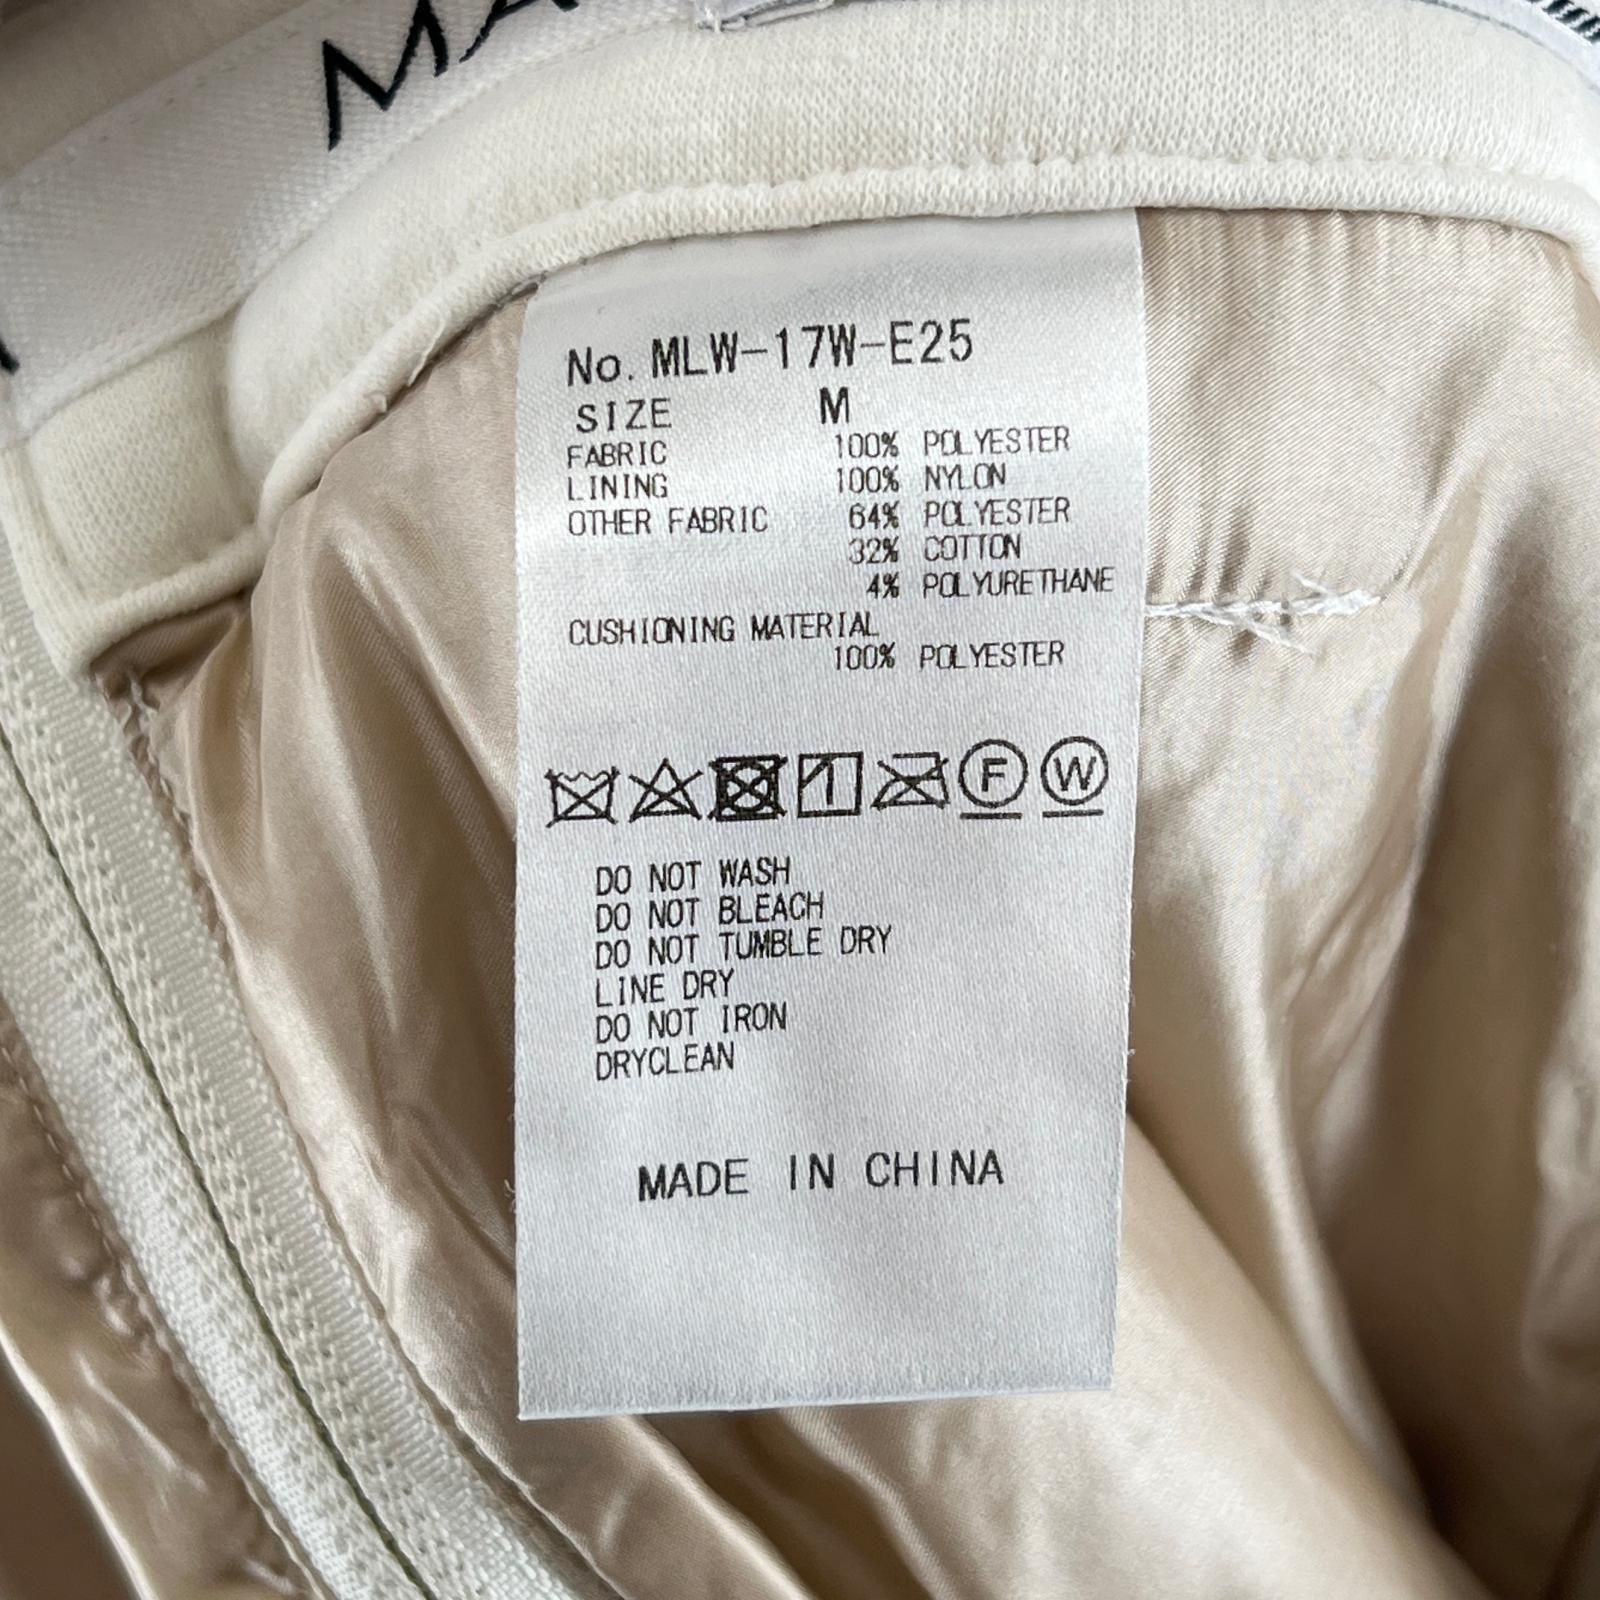 MA
No. MLW-17W-E25
SIZE M
FABRIC 100% POLYESTER
LINING 100% NYLON
OTHER FABRIC 64% POLYESTER
32% COTTON
4% POLYURETHANE
CUSHIONING MATERIAL
100% POLYESTER
F W
DO NOT WASH
DO NOT BLEACH
DO NOT TUMBLE DRY
LINE DRY
DO NOT IRON
DRYCLEAN
MADE IN CHINA